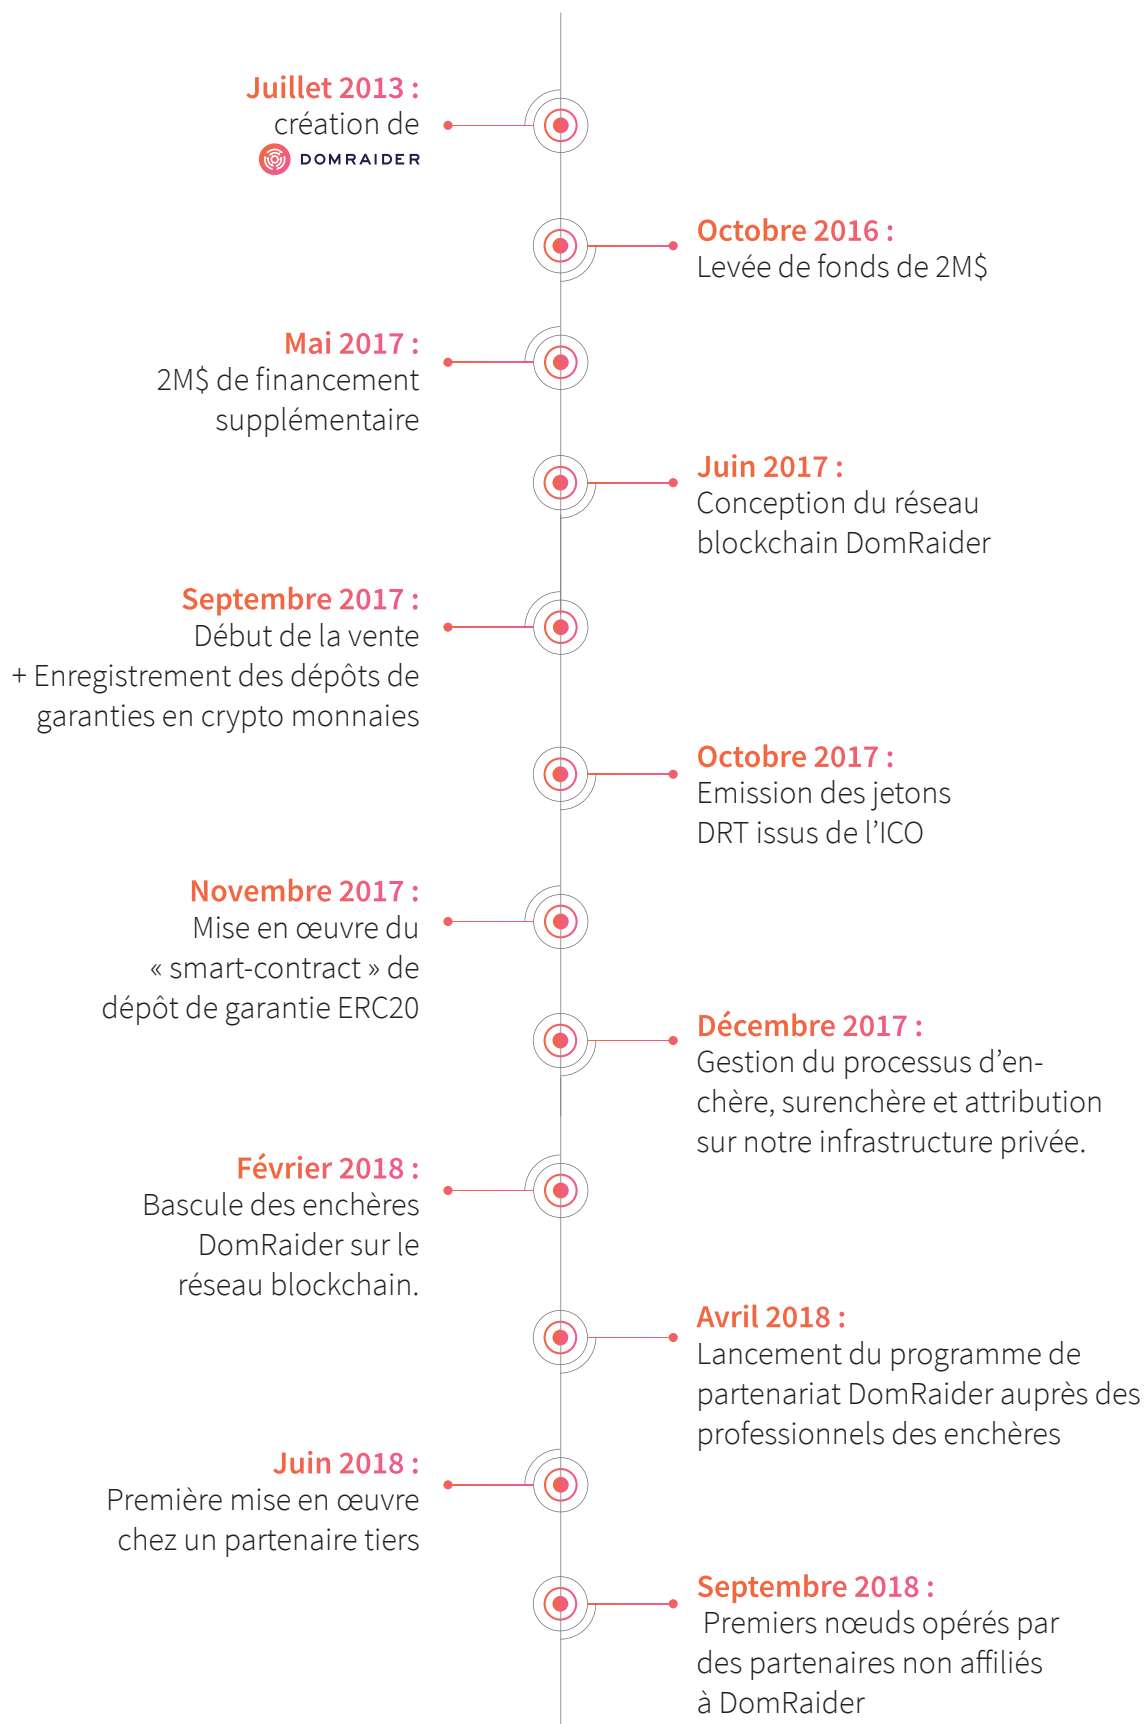 Juillet 2013 :
création de
DOMRAIDER
Octobre 2016 :
Levée de fonds de 2M$
Mai 2017 :
2M$ de financement
supplémentaire
Juin 2017 :
Conception du réseau
blockchain DomRaider
Septembre 2017 :
Début de la vente
+ Enregistrement des dépôts de
garanties en crypto monnaies
Octobre 2017 :
Emission des jetons
DRT issus de l’ICO
Novembre 2017 :
Mise en œuvre du
« smart-contract » de
dépôt de garantie ERC20
Décembre 2017 :
Gestion du processus d’en-
chère, surenchère et attribution
sur notre infrastructure privée.
Février 2018 :
Bascule des enchères
DomRaider sur le
réseau blockchain.
Avril 2018 :
Lancement du programme de
partenariat DomRaider auprès des
professionnels des enchères
Juin 2018 :
Première mise en œuvre
chez un partenaire tiers
Septembre 2018 :
Premiers nœuds opérés par
des partenaires non affiliés
à DomRaider